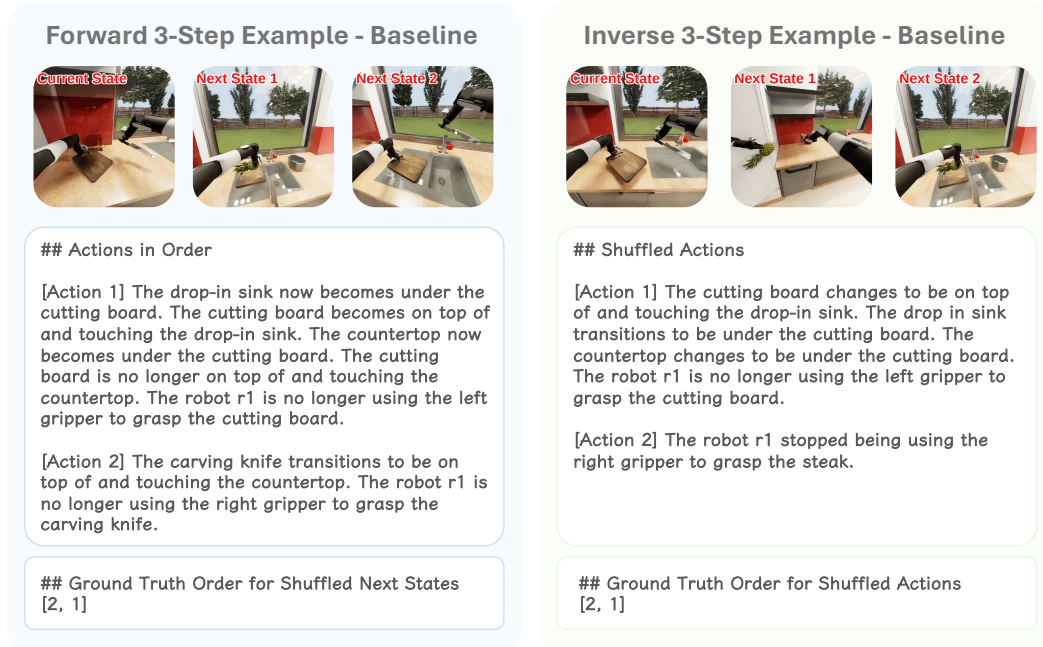 Forward 3-Step Example - Baseline
Current State
Next State 1
Next State 2
## Actions in Order
[Action 1] The drop-in sink now becomes under the
cutting board. The cutting board becomes on top of
and touching the drop-in sink. The countertop now
becomes under the cutting board. The cutting
board is no longer on top of and touching the
countertop. The robot r1 is no longer using the left
gripper to grasp the cutting board.
[Action 2] The carving knife transitions to be on
top of and touching the countertop. The robot r1 is
no longer using the right gripper to grasp the
carving knife.
## Ground Truth Order for Shuffled Next States
[2, 1]
Inverse 3-Step Example - Baseline
Current State
Next State 1
Next State 2
## Shuffled Actions
[Action 1] The cutting board changes to be on top
of and touching the drop-in sink. The drop in sink
transitions to be under the cutting board. The
countertop changes to be under the cutting board.
The robot r1 is no longer using the left gripper to
grasp the cutting board.
[Action 2] The robot r1 stopped being using the
right gripper to grasp the steak.
## Ground Truth Order for Shuffled Actions
[2, 1]